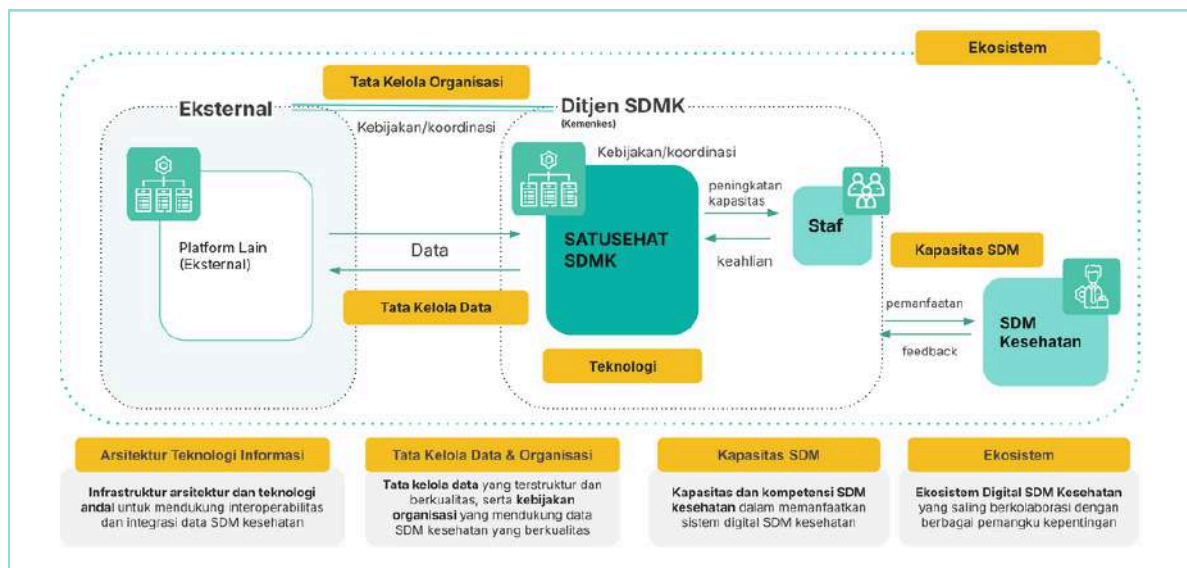 Ekosistem
Tata Kelola Organisasi
Eksternal
Kebijakan/koordinasi
Ditjen SDMK
(Kemenkes)
Kebijakan/koordinasi
Platform Lain
(Eksternal)
Data
Tata Kelola Data
SATUSEHAT
SDMK
Teknologi
peningkatan
kapasitas
keahlian
Staf
Kapasitas SDM
pemanfaatan
feedback
SDM
Kesehatan
Arsitektur Teknologi Informasi
Infrastruktur arsitektur dan teknologi
andal untuk mendukung interoperabilitas
dan integrasi data SDM kesehatan
Tata Kelola Data & Organisasi
Tata kelola data yang terstruktur dan
berkualitas, serta kebijakan
organisasi yang mendukung data
SDM kesehatan yang berkualitas
Kapasitas SDM
Kapasitas dan kompetensi SDM
kesehatan dalam memanfaatkan
sistem digital SDM kesehatan
Ekosistem
Ekosistem Digital SDM Kesehatan
yang saling berkolaborasi dengan
berbagai pemangku kepentingan